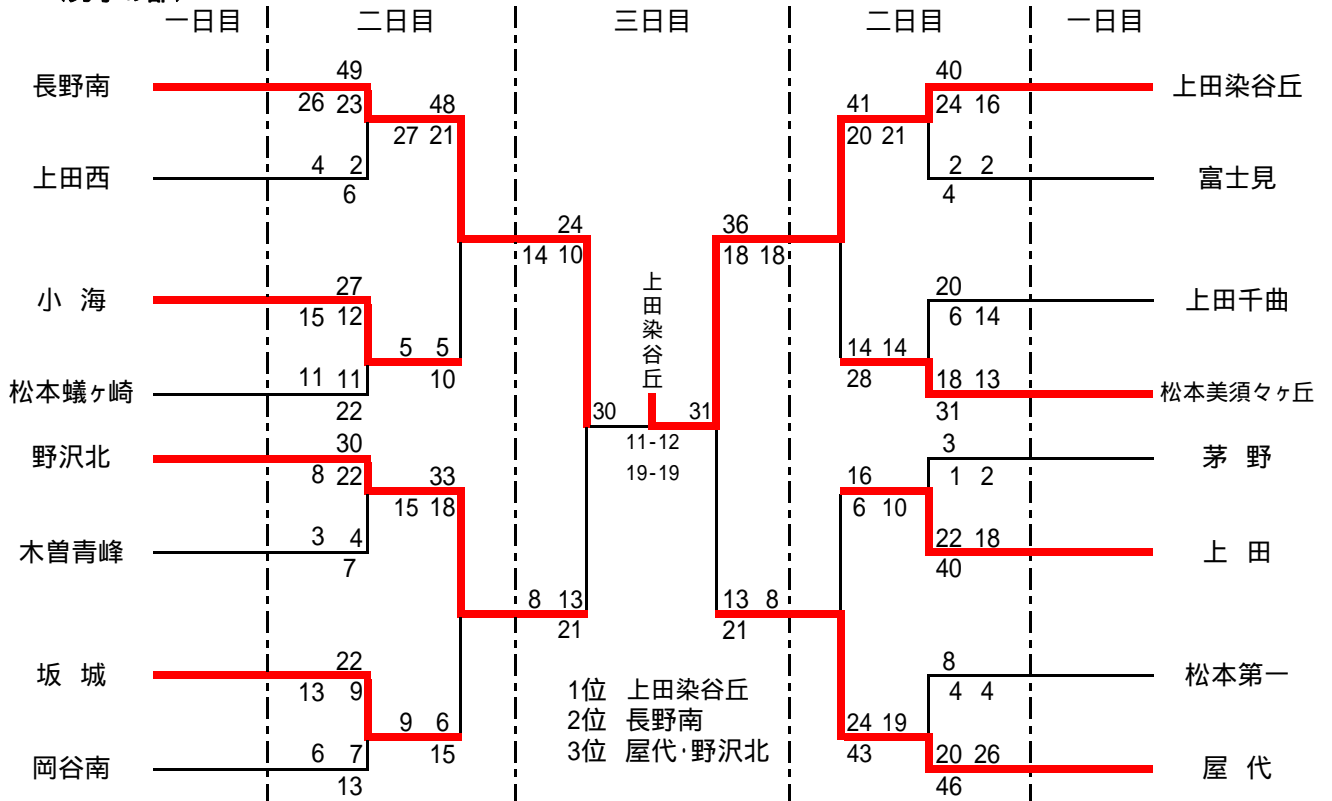 一日目 二日目 三日目 二日目 一日目
49 40
長野南 上田染谷丘
26 23 48 41 24 16
27 21 20 21
4 2 2 2
上田西 富士見
6 4
24 36
14 10 18 18
上田染谷丘
27 20
小 海 上田千曲
15 12 6 14
5 5 14 14
10 28
11 11 18 13
松本蟻ヶ崎 松本美須々ヶ丘
22 31
30 31
11-12
19-19
30 3
野沢北 茅 野
8 22 33 16 1 2
15 18 6 10
3 4 22 18
木曽青峰 上 田
7 40
8 13 13 8
21 21
22 8
坂 城 松本第一
13 9 4 4
1位 上田染谷丘
2位 長野南
3位 屋代・野沢北
9 6 24 19
15 43
6 7 20 26
岡谷南 屋 代
13 46